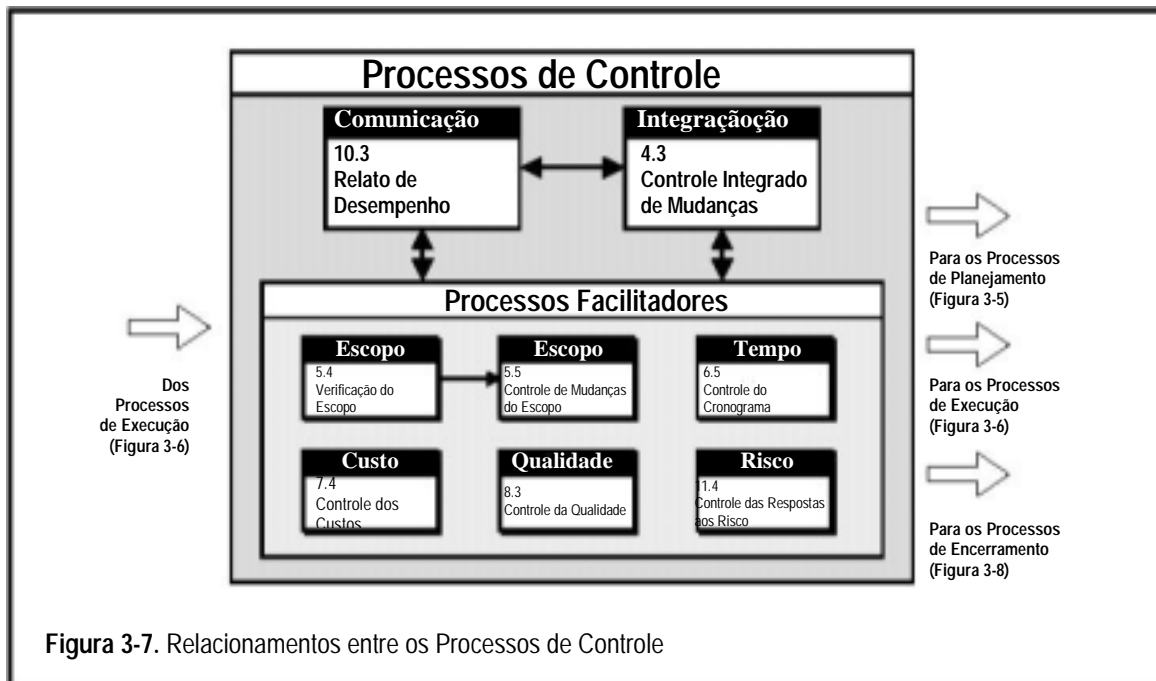 Processos de Controle
Comunicação
10.3
Relato de
Desempenho
Integraçãoção
4.3
Controle Integrado
de Mudanças
Processos Facilitadores
Escopo
5.4
Verificação do
Escopo
Escopo
5.5
Controle de Mudanças
do Escopo
Tempo
6.5
Controle do
Cronograma
Custo
7.4
Controle dos
Custos
Qualidade
8.3
Controle da Qualidade
Risco
11.4
Controle das Respostas
aos Risco
Dos
Processos
de Execução
(Figura 3-6)
Para os Processos
de Planejamento
(Figura 3-5)
Para os Processos
de Execução
(Figura 3-6)
Para os Processos
de Encerramento
(Figura 3-8)
Figura 3-7. Relacionamentos entre os Processos de Controle